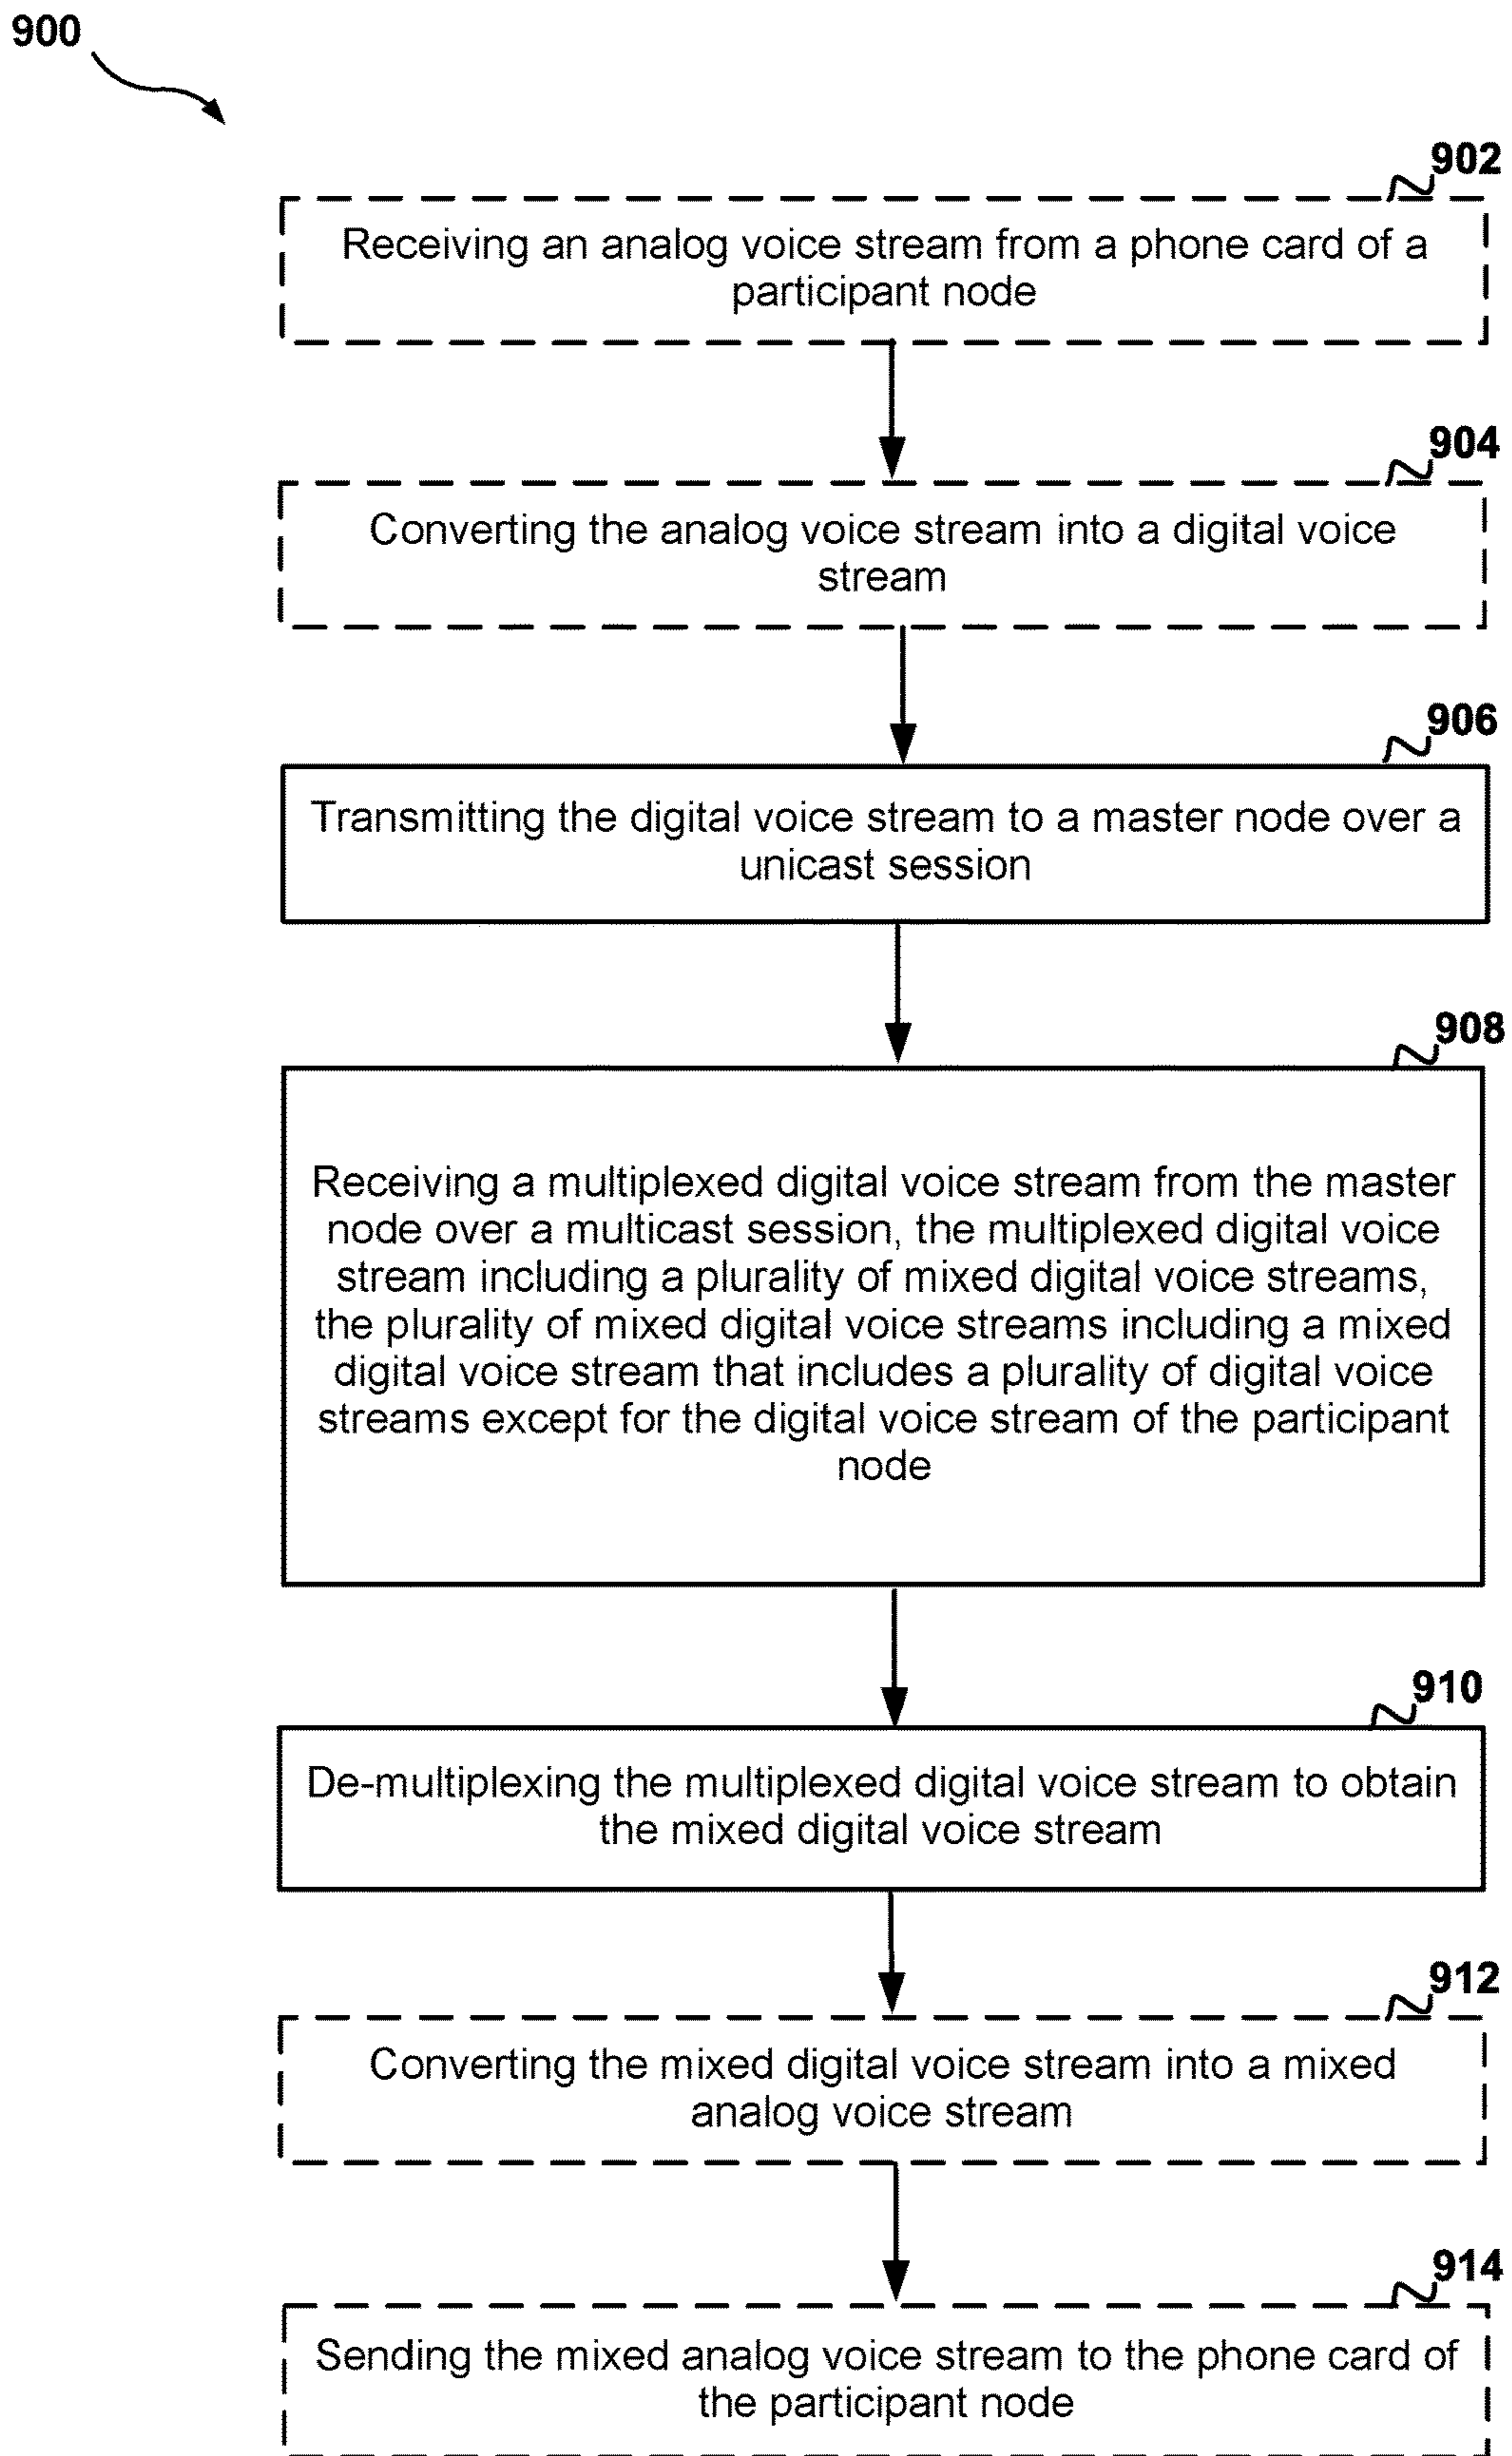 900
902
Receiving an analog voice stream from a phone card of a
participant node
904
Converting the analog voice stream into a digital voice
stream
906
Transmitting the digital voice stream to a master node over a
unicast session
908
Receiving a multiplexed digital voice stream from the master
node over a multicast session, the multiplexed digital voice
stream including a plurality of mixed digital voice streams,
the plurality of mixed digital voice streams including a mixed
digital voice stream that includes a plurality of digital voice
streams except for the digital voice stream of the participant
node
910
De-multiplexing the multiplexed digital voice stream to obtain
the mixed digital voice stream
912
Converting the mixed digital voice stream into a mixed
analog voice stream
914
Sending the mixed analog voice stream to the phone card of
the participant node